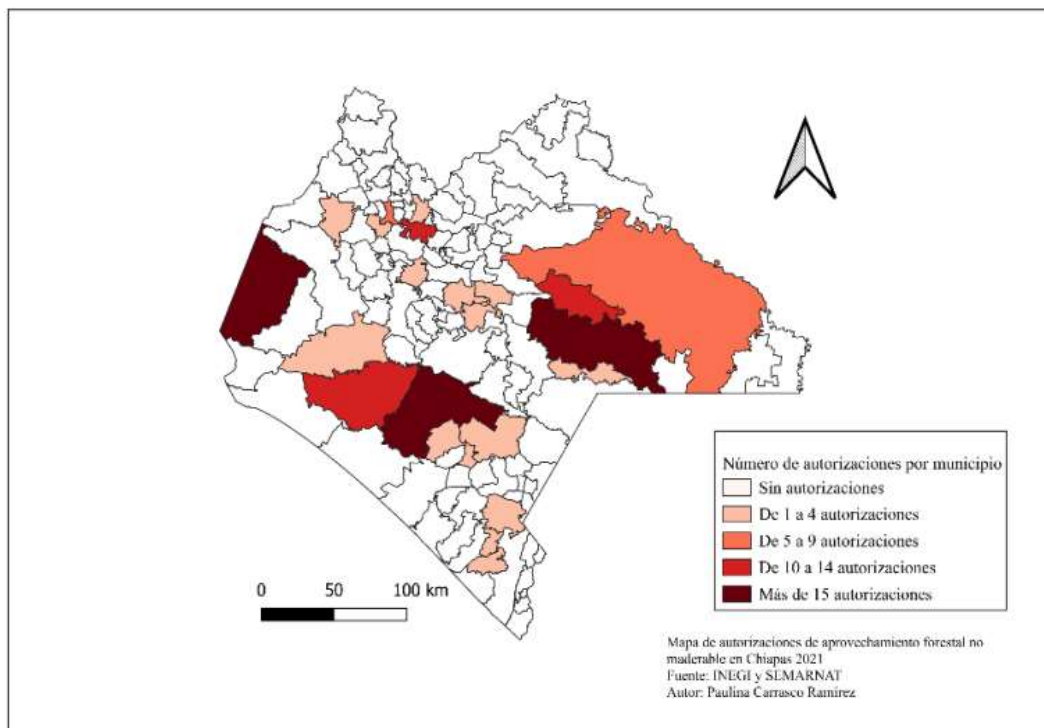 Número de autorizaciones por municipio
Sin autorizaciones
De 1 a 4 autorizaciones
De 5 a 9 autorizaciones
De 10 a 14 autorizaciones
Más de 15 autorizaciones
0 50 100 km
Mapa de autorizaciones de aprovechamiento forestal no
maderable en Chiapas 2021
Fuente: INEGI y SEMARNAT
Autor: Paulina Carrasco Ramírez